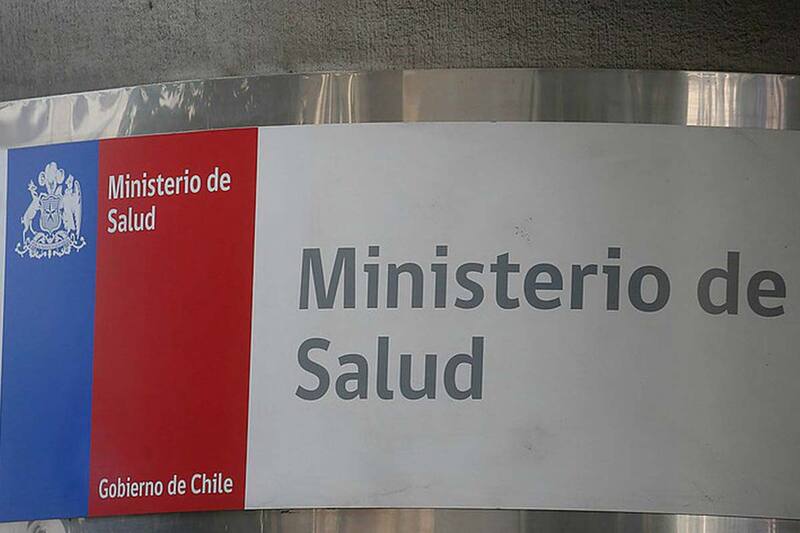 Ministerio de
Salud
Gobierno de Chile
Ministerio de
Salud